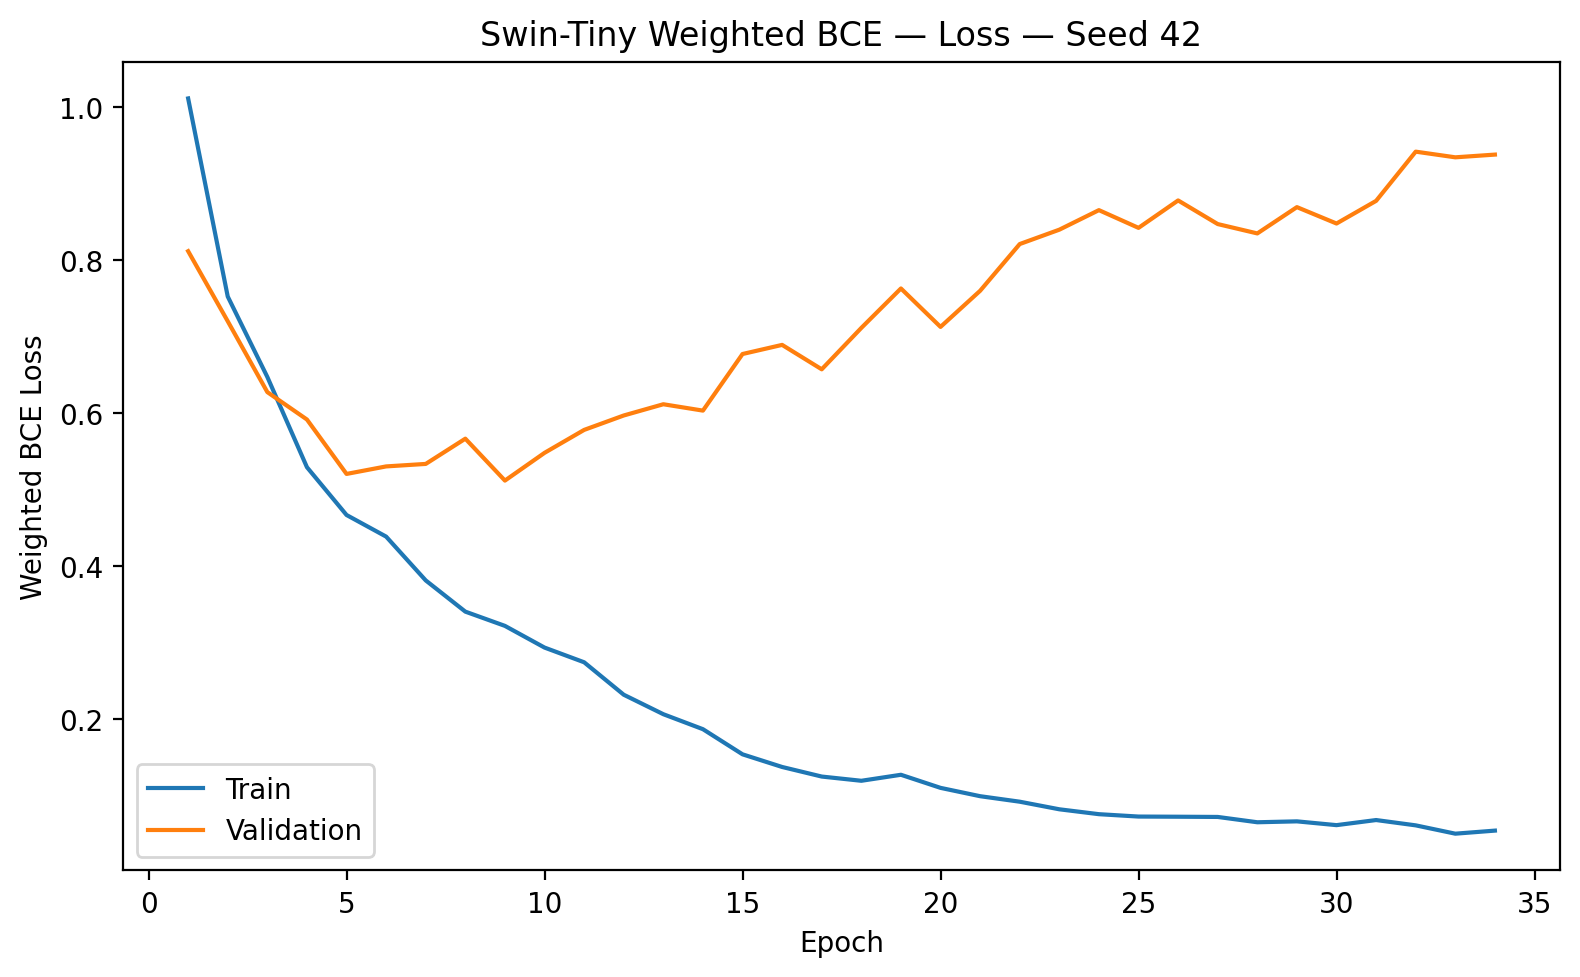 Swin-Tiny Weighted BCE — Loss — Seed 42
1.0
0.8
0.6
0.4
0.2
Weighted BCE Loss
Train
Validation
0 5 10 15 20 25 30 35
Epoch